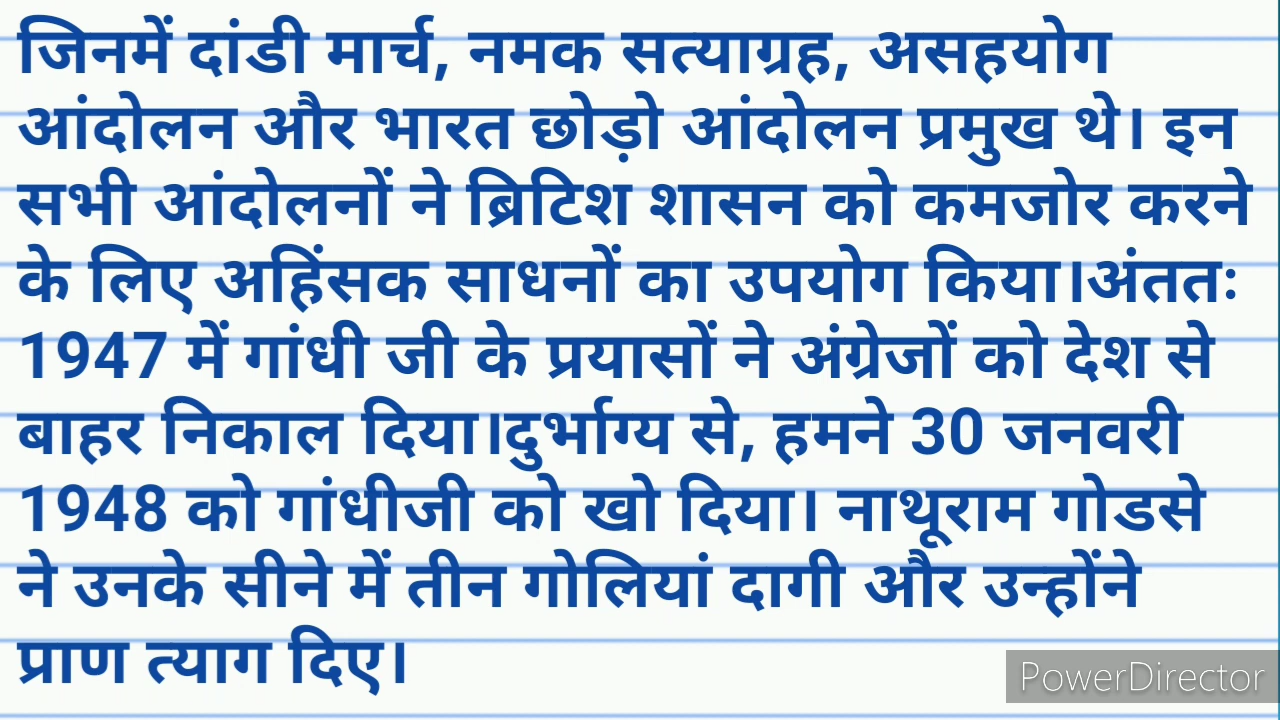 जिनमें दांडी मार्च, नमक सत्याग्रह, असहयोग
आंदोलन और भारत छोड़ो आंदोलन प्रमुख थे। इन
सभी आंदोलनों ने ब्रिटिश शासन को कमजोर करने
के लिए अहिंसक साधनों का उपयोग किया।अंततः
1947 में गांधी जी के प्रयासों ने अंग्रेजों को देश से
बाहर निकाल दिया।दुर्भाग्य से, हमने 30 जनवरी
1948 को गांधीजी को खो दिया। नाथूराम गोडसे
ने उनके सीने में तीन गोलियां दागी और उन्होंने
प्राण त्याग दिए।
PowerDirector